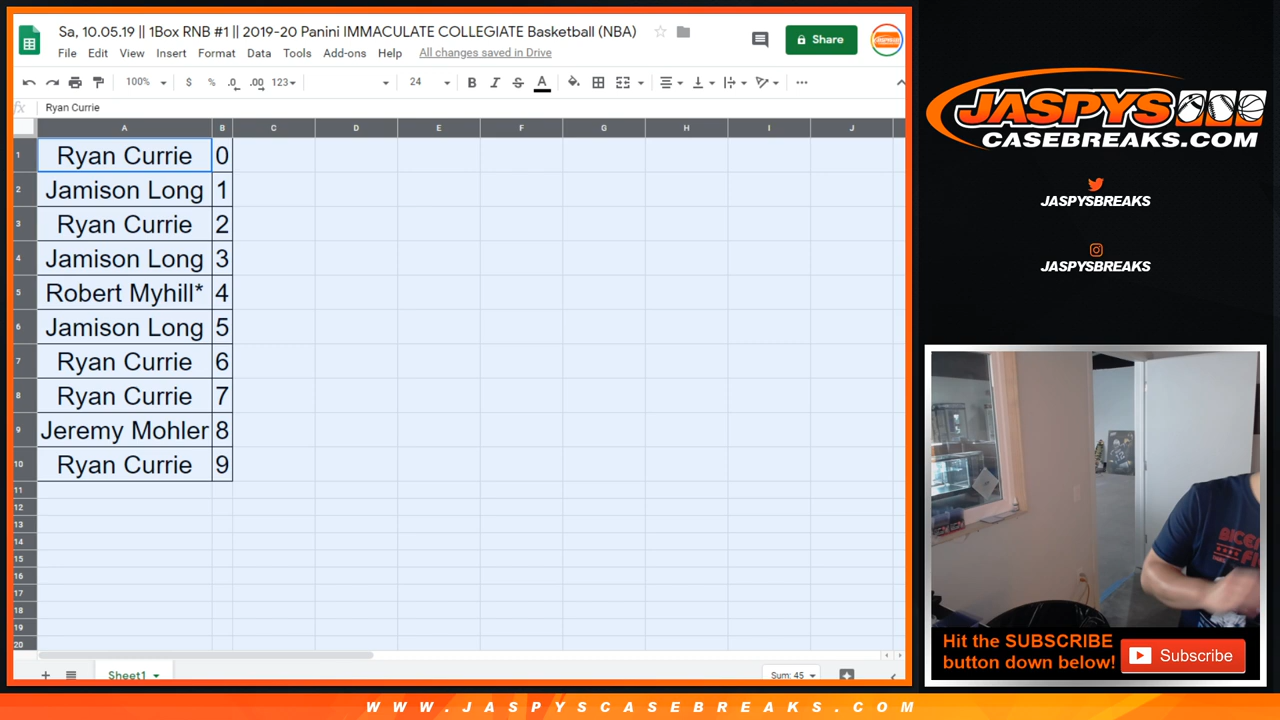 Sa, 10.05.19 || 1Box RNB #1 || 2019-20 Panini IMMACULATE COLLEGIATE Basketball (NBA)
File Edit View Insert Format Data Tools Add-ons Help All changes saved in Drive
Share
100% $ % .0 .00 123 24 B I S A
fx Ryan Currie
A B C D E F G H I J
1 Ryan Currie 0
2 Jamison Long 1
3 Ryan Currie 2
4 Jamison Long 3
5 Robert Myhill* 4
6 Jamison Long 5
7 Ryan Currie 6
8 Ryan Currie 7
9 Jeremy Mohler 8
10 Ryan Currie 9
11
12
13
14
15
16
17
18
19
20
Sheet1
Sum: 45
JASPYS
CASEBREAKS.COM
JASPYSBREAKS
JASPYSBREAKS
Hit the SUBSCRIBE
button down below!
Subscribe
WWW.JASPYSCASEBREAKS.COM